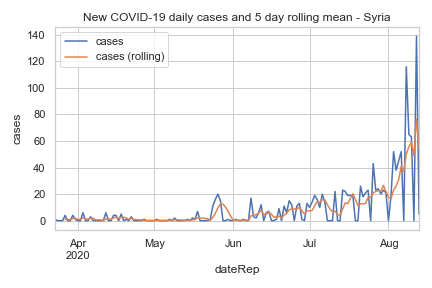 New COVID-19 daily cases and 5 day rolling mean - Syria
cases
cases (rolling)
140
120
100
80
60
40
20
0
cases
Apr
2020
May
Jun
Jul
Aug
dateRep